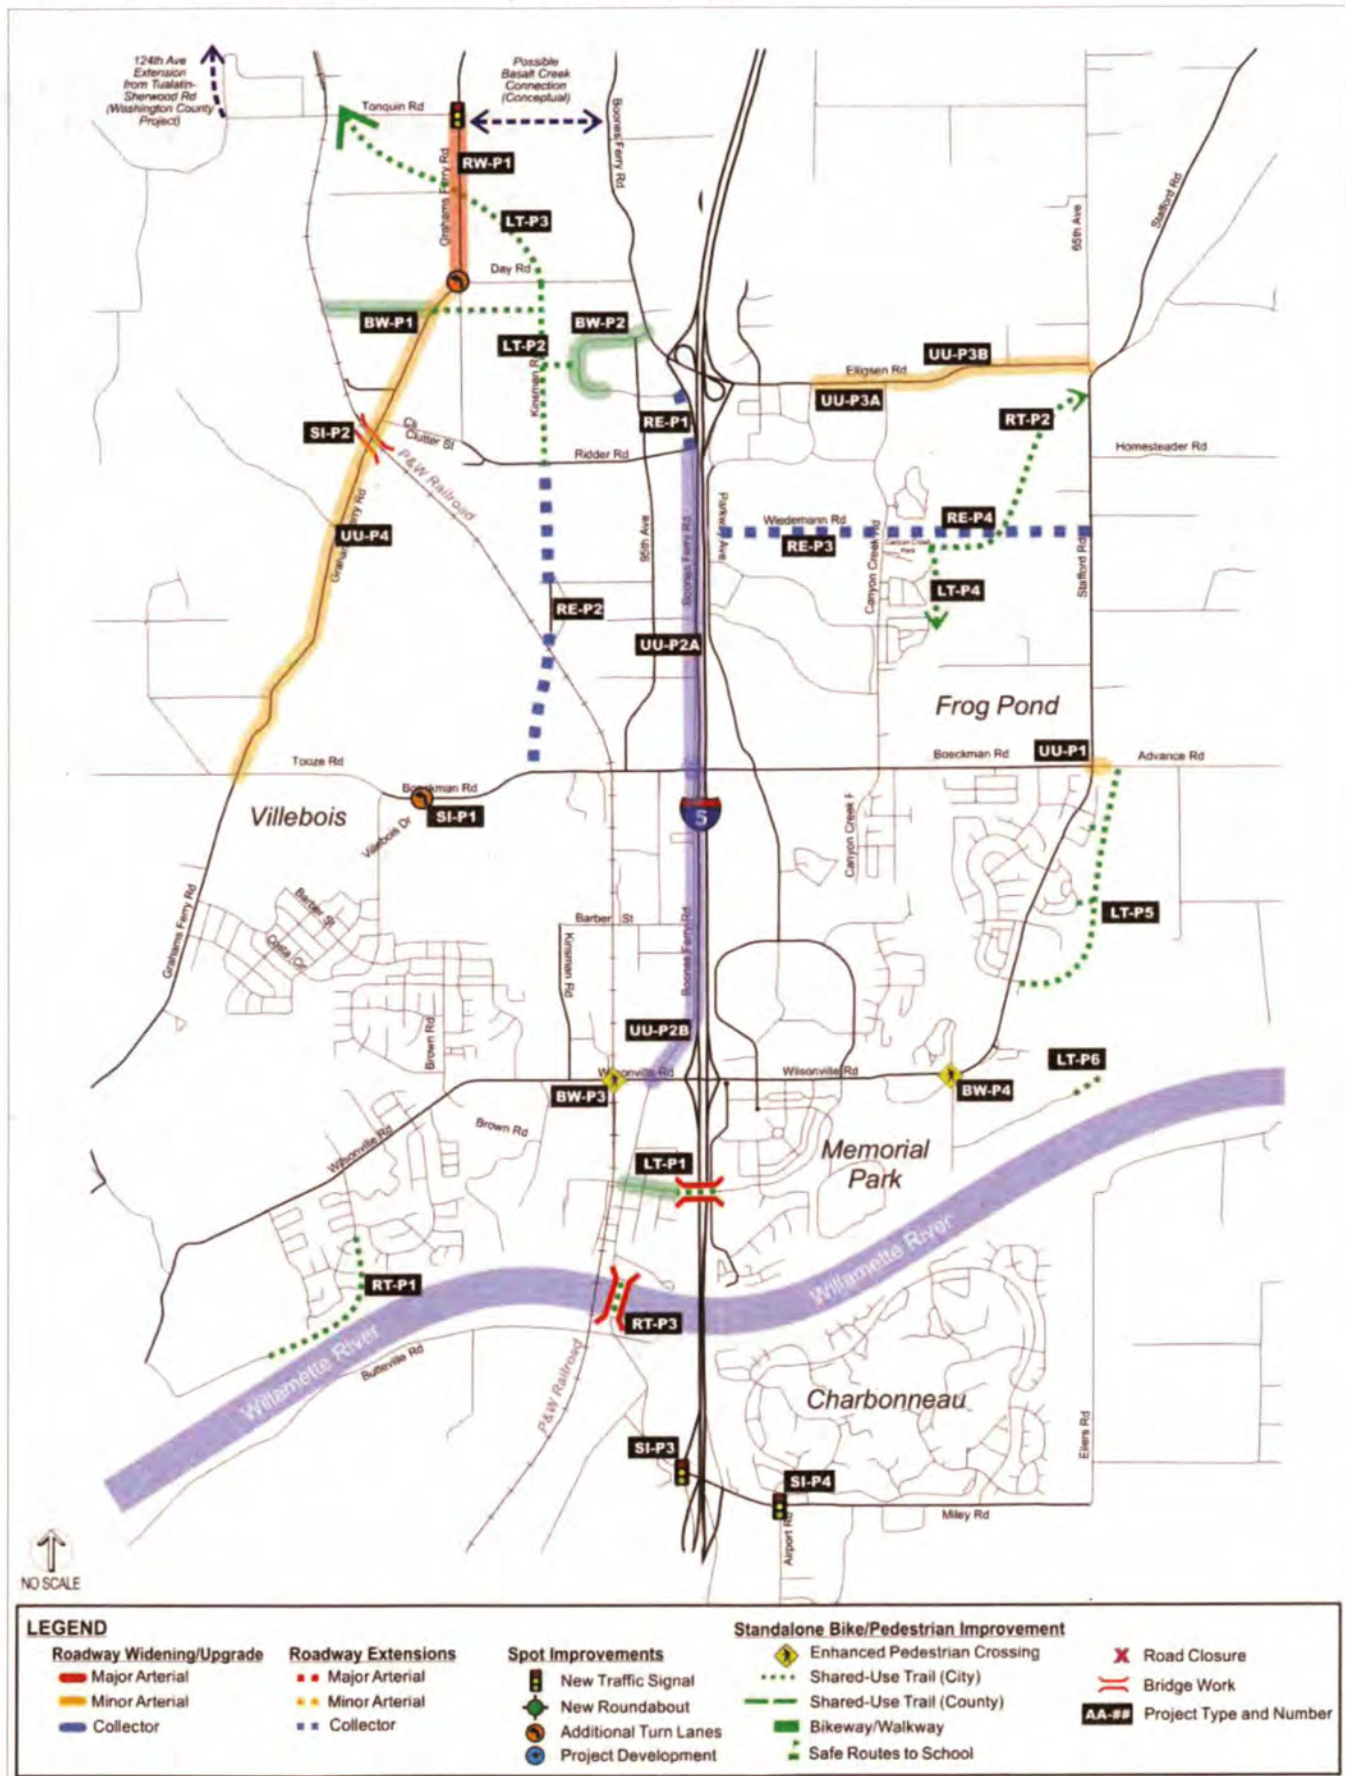 124th Ave
Extension
from Tualatin-
Sherwood Rd
(Washington County
Project)
Possible
Basalt Creek
Connection
(Conceptual)
Tonquin Rd
Boones Ferry Rd
Grahams Ferry Rd
RW-P1
LT-P3
Day Rd
65th Ave
Stafford Rd
BW-P1
BW-P2
LT-P2
Kinsman R
UU-P3B
Elligsen Rd
UU-P3A
RE-P1
RT-P2
SI-P2
Clutter St
Ridder Rd
Homesteader Rd
P&W Railroad
95th Ave
Boones Ferry Rd
Parkway Ave
Wiedemann Rd
RE-P4
RE-P3
Canyon Creek Rd
Canyon Creek
Park
Stafford Rd
UU-P4
LT-P4
RE-P2
UU-P2A
Frog Pond
Tooze Rd
Boeckman Rd
UU-P1
Advance Rd
Boeckman Rd
SI-P1
Villebois
Villebois Dr
5
Canyon Creek
Grahams Ferry Rd
Barber St
Costa Cir
Barber St
Kinsman Rd
Boones Ferry Rd
LT-P5
Brown Rd
UU-P2B
Wilsonville Rd
Wilsonville Rd
LT-P6
BW-P3
BW-P4
Brown Rd
Wilsonville Rd
LT-P1
Memorial
Park
Willamette River
RT-P1
RT-P3
Willamette River
Butteville Rd
P&W Railroad
Charbonneau
Eilers Rd
SI-P3
SI-P4
Miley Rd
Airport Rd
NO SCALE
LEGEND
Roadway Widening/Upgrade
Major Arterial
Minor Arterial
Collector
Roadway Extensions
Major Arterial
Minor Arterial
Collector
Spot Improvements
New Traffic Signal
New Roundabout
Additional Turn Lanes
Project Development
Standalone Bike/Pedestrian Improvement
Enhanced Pedestrian Crossing
Shared-Use Trail (City)
Shared-Use Trail (County)
Bikeway/Walkway
Safe Routes to School
Road Closure
Bridge Work
AA-## Project Type and Number